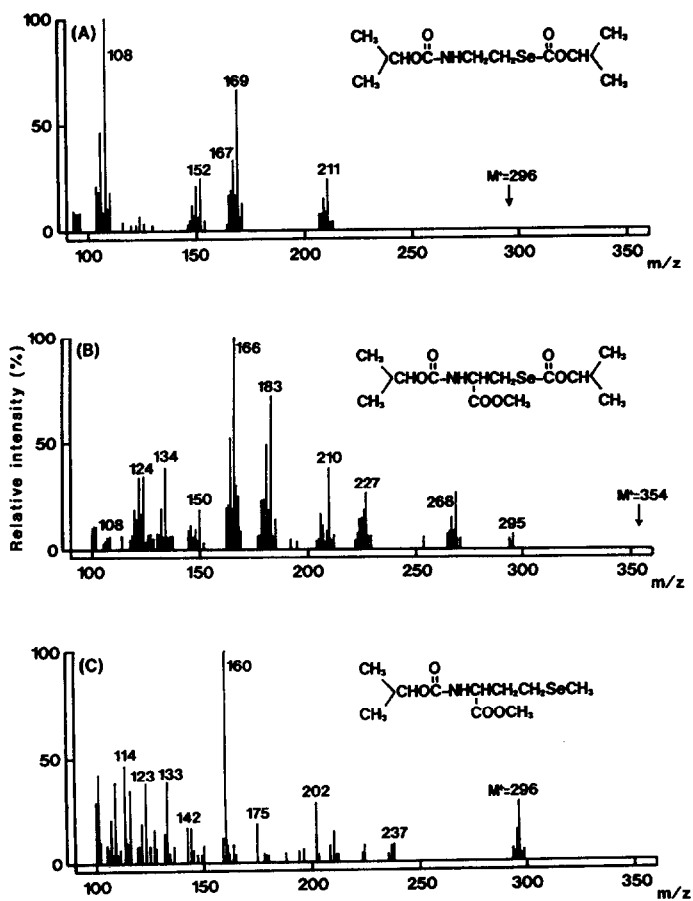 (A)
100
50
0
108
152
167
169
211
M⁺=296
CH₃
CH₃
CHOC-NHCH₂CH₂Se-COCH
O
O
CH₃
CH₃
100 150 200 250 300 350
m/z
Relative intensity (%)
(B)
100
50
0
108
124
134
150
166
183
210
227
268
295
M⁺=354
CH₃
CH₃
CHOC-NHCHCH₂Se-COCH
O
O
COOCH₃
CH₃
CH₃
100 150 200 250 300 350
m/z
(C)
100
50
0
114
123
133
142
160
175
202
237
M⁺=296
CH₃
CH₃
CHOC-NHCHCH₂CH₂SeCH₃
O
COOCH₃
100 150 200 250 300 350
m/z